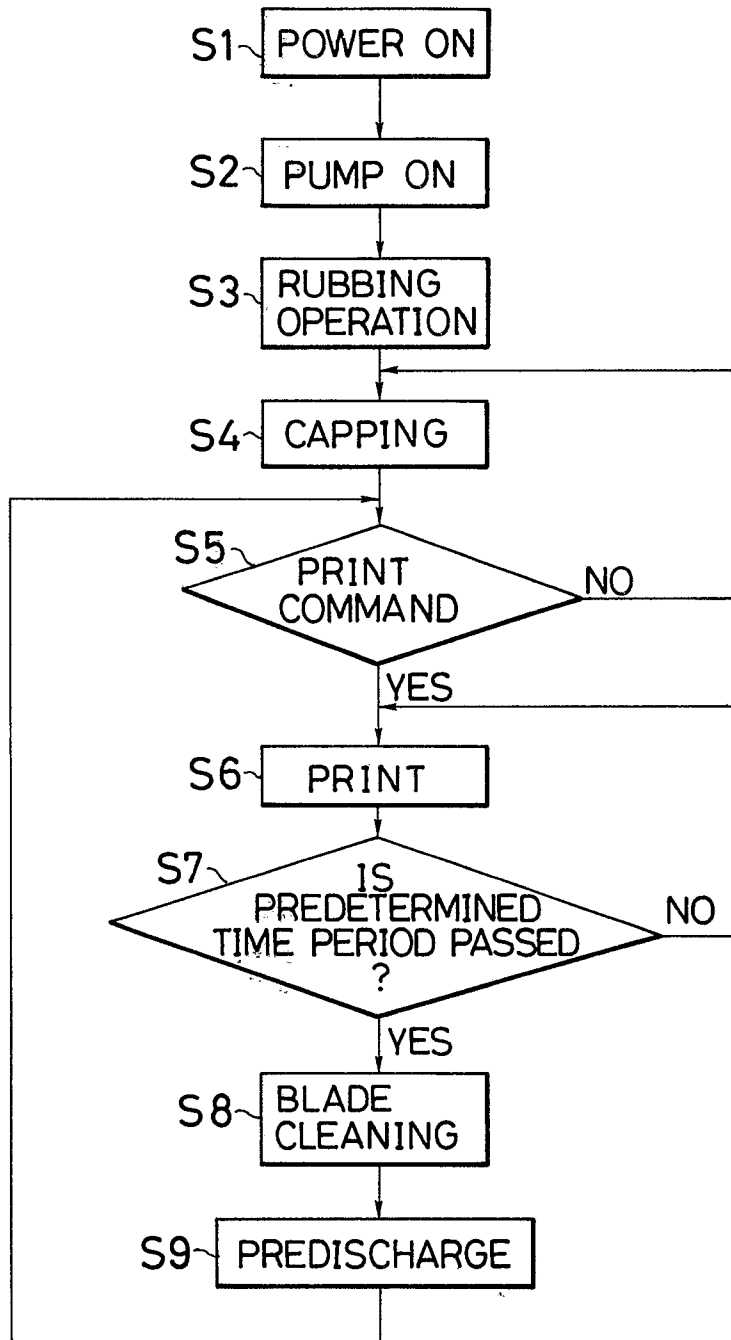 S1 POWER ON
S2 PUMP ON
S3 RUBBING
OPERATION
S4 CAPPING
S5 PRINT
COMMAND
NO
YES
S6 PRINT
S7 IS
PREDETERMINED
TIME PERIOD PASSED
?
NO
YES
S8 BLADE
CLEANING
S9 PREDISCHARGE